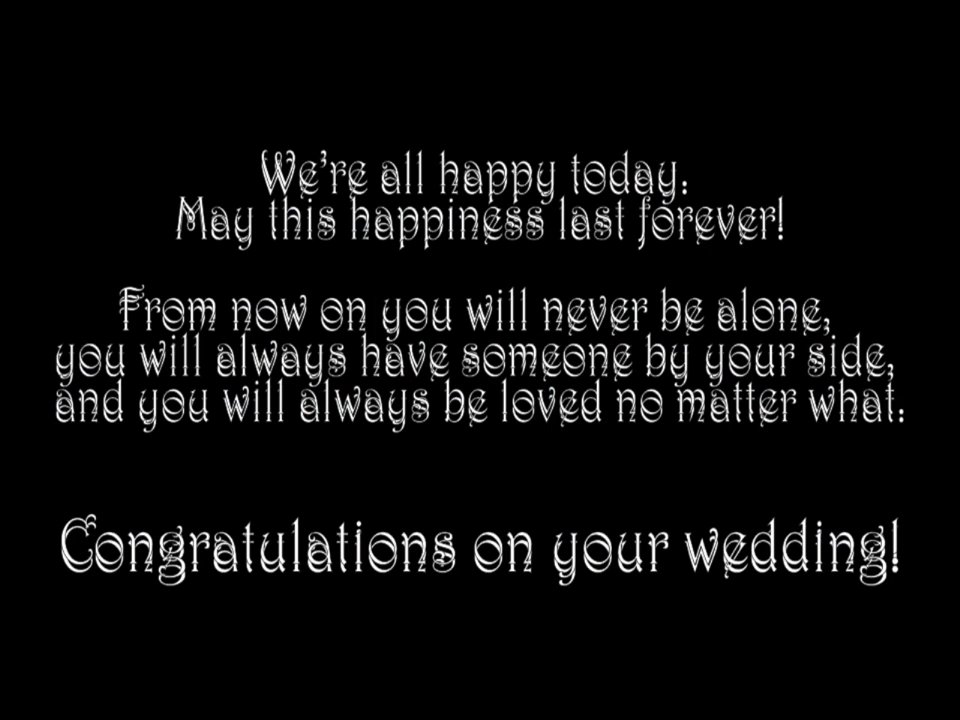 We're all happy today.
May this happiness last forever!
From now on you will never be alone,
you will always have someone by your side,
and you will always be loved no matter what.
Congratulations on your wedding!